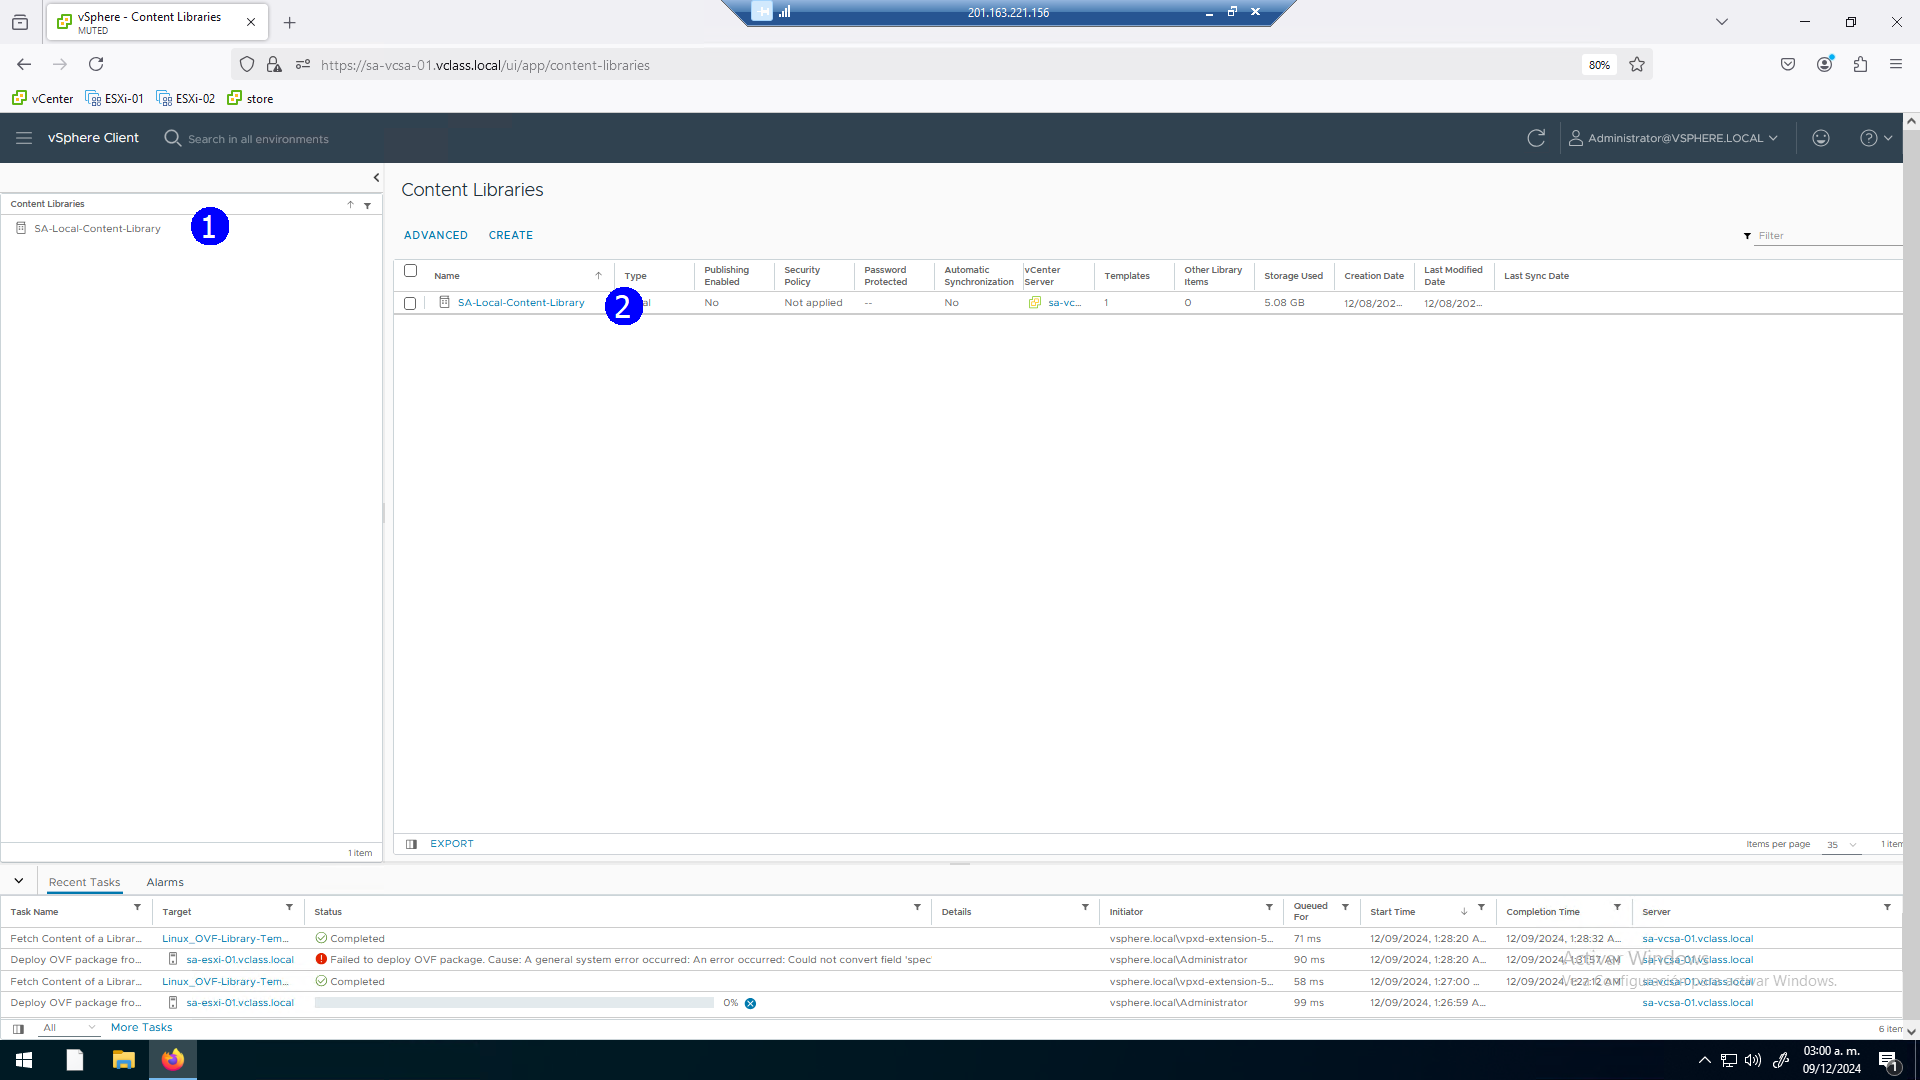 vSphere - Content Libraries
MUTED
201.163.221.156
https://sa-vcsa-01.vclass.local/ui/app/content-libraries
80%
vCenter ESXi-01 ESXi-02 store
vSphere Client
Search in all environments
Administrator@VSPHERE.LOCAL
Content Libraries
SA-Local-Content-Library
1
1 item
Content Libraries
ADVANCED CREATE
Filter
Name Type Publishing Enabled Security Policy Password Protected Automatic Synchronization vCenter Server Templates Other Library Items Storage Used Creation Date Last Modified Date Last Sync Date
SA-Local-Content-Library 2 al No Not applied -- No sa-vc... 1 0 5.08 GB 12/08/202... 12/08/202...
EXPORT
Items per page 35 1 item
Recent Tasks Alarms
Task Name Target Status Details Initiator Queued For Start Time Completion Time Server
Fetch Content of a Librar... Linux_OVF-Library-Tem... Completed vsphere.local\vpxd-extension-5... 71 ms 12/09/2024, 1:28:20 A... 12/09/2024, 1:28:32 A... sa-vcsa-01.vclass.local
Deploy OVF package fro... sa-esxi-01.vclass.local Failed to deploy OVF package. Cause: A general system error occurred: An error occurred: Could not convert field 'spec vsphere.local\Administrator 90 ms 12/09/2024, 1:28:20 A... 12/09/2024, sa-vcsa-01.vclass.local
Fetch Content of a Librar... Linux_OVF-Library-Tem... Completed vsphere.local\vpxd-extension-5... 58 ms 12/09/2024, 1:27:00 ... 12/09/2024, 1:27:12 AM sa-vcsa-01.vclass.local
Deploy OVF package fro... sa-esxi-01.vclass.local 0% vsphere.local\Administrator 99 ms 12/09/2024, 1:26:59 A... sa-vcsa-01.vclass.local
Activar Windows
Ve a Configuración para activar Windows.
All More Tasks
6 item
03:00 a. m.
09/12/2024
1